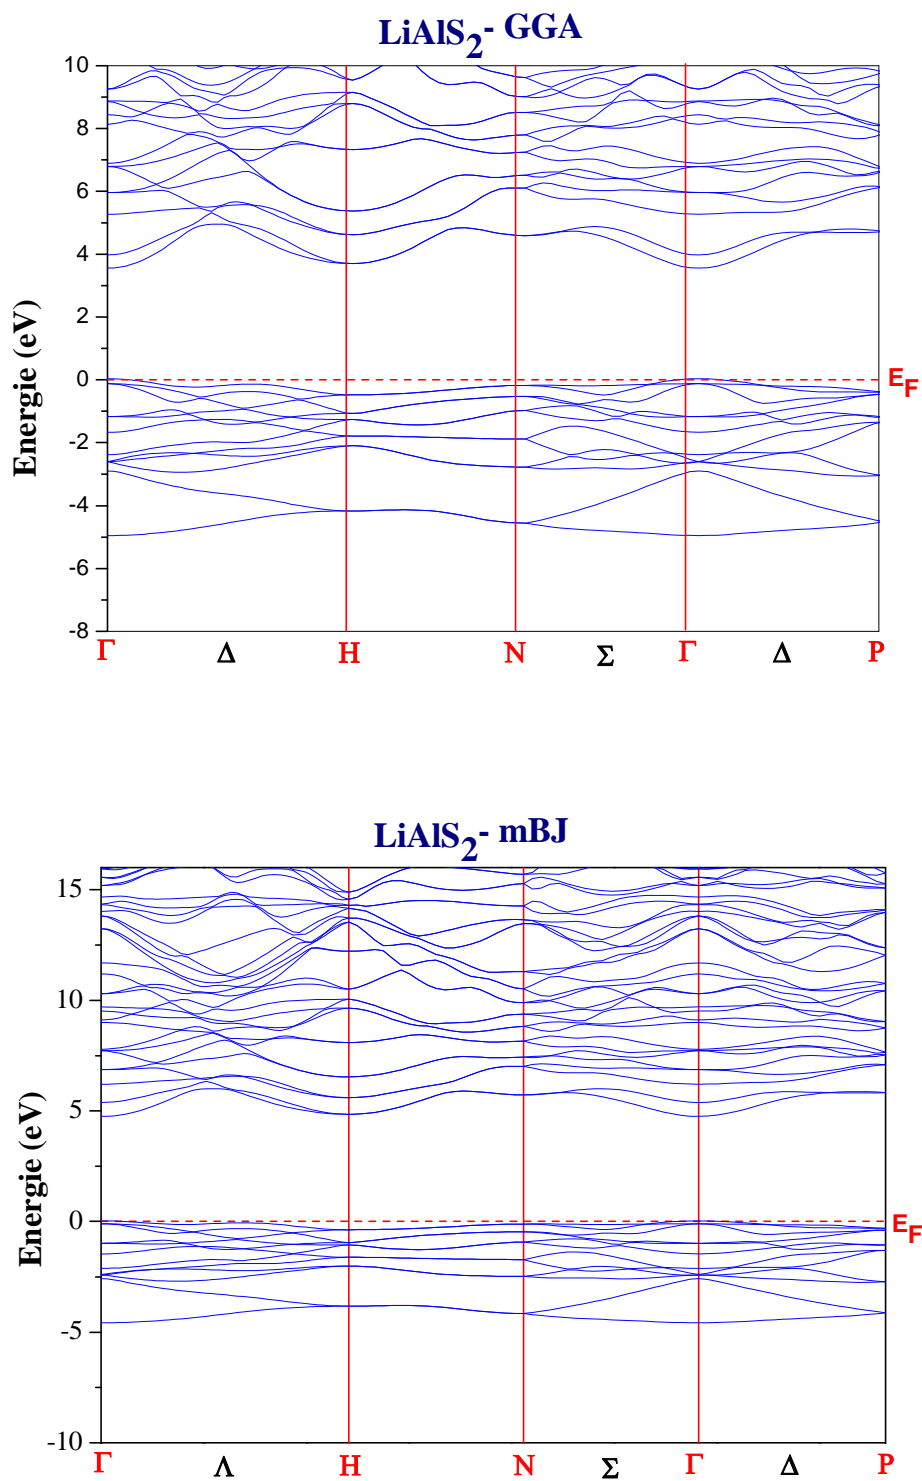 LiAlS2- GGA
10
8
6
4
2
0
-2
-4
-6
-8
Energie (eV)
EF
Γ Δ H N Σ Γ Δ P
LiAlS2- mBJ
15
10
5
0
-5
-10
Energie (eV)
EF
Γ Λ H N Σ Γ Δ P